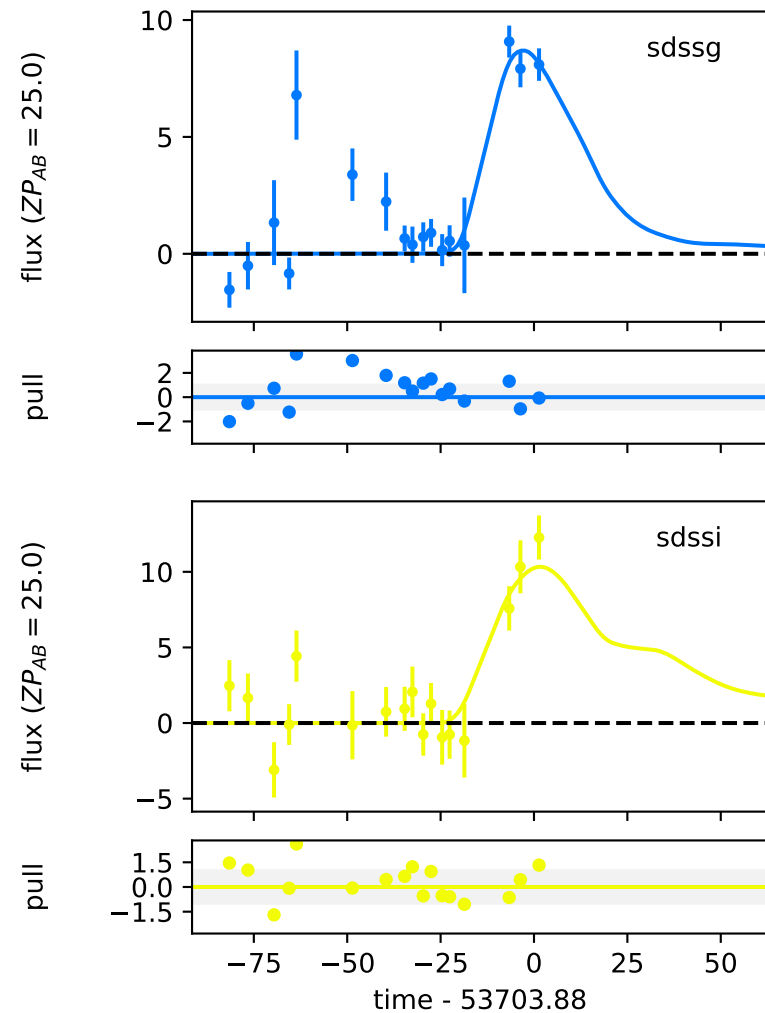 10
sdssg
5
flux (ZP_AB = 25.0)
0
2
0
−2
pull
sdssi
10
5
flux (ZP_AB = 25.0)
0
−5
1.5
0.0
−1.5
pull
−75 −50 −25 0 25 50
time - 53703.88